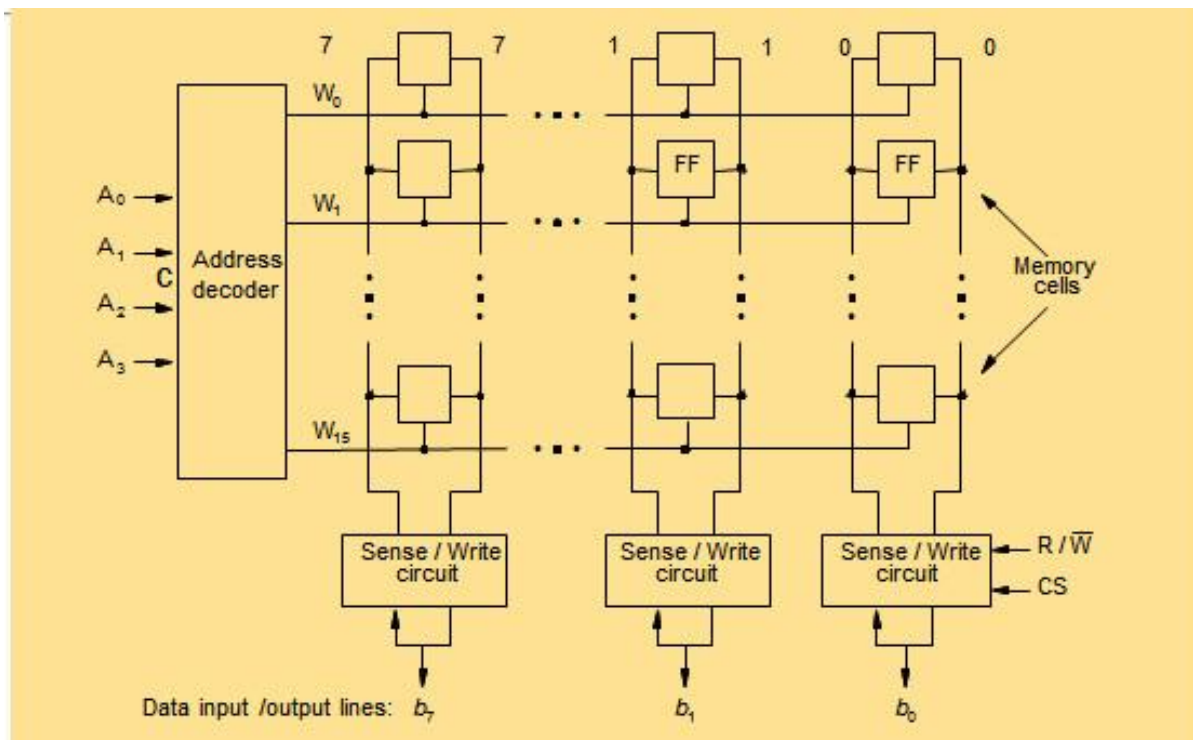 7 7 1 1 0 0
W₀
FF FF
A₀
W₁
A₁
C
Address
decoder
Memory
cells
A₂
A₃
W₁₅
Sense / Write
circuit
Sense / Write
circuit
Sense / Write
circuit
R / W̅
CS
Data input /output lines: b₇ b₁ b₀